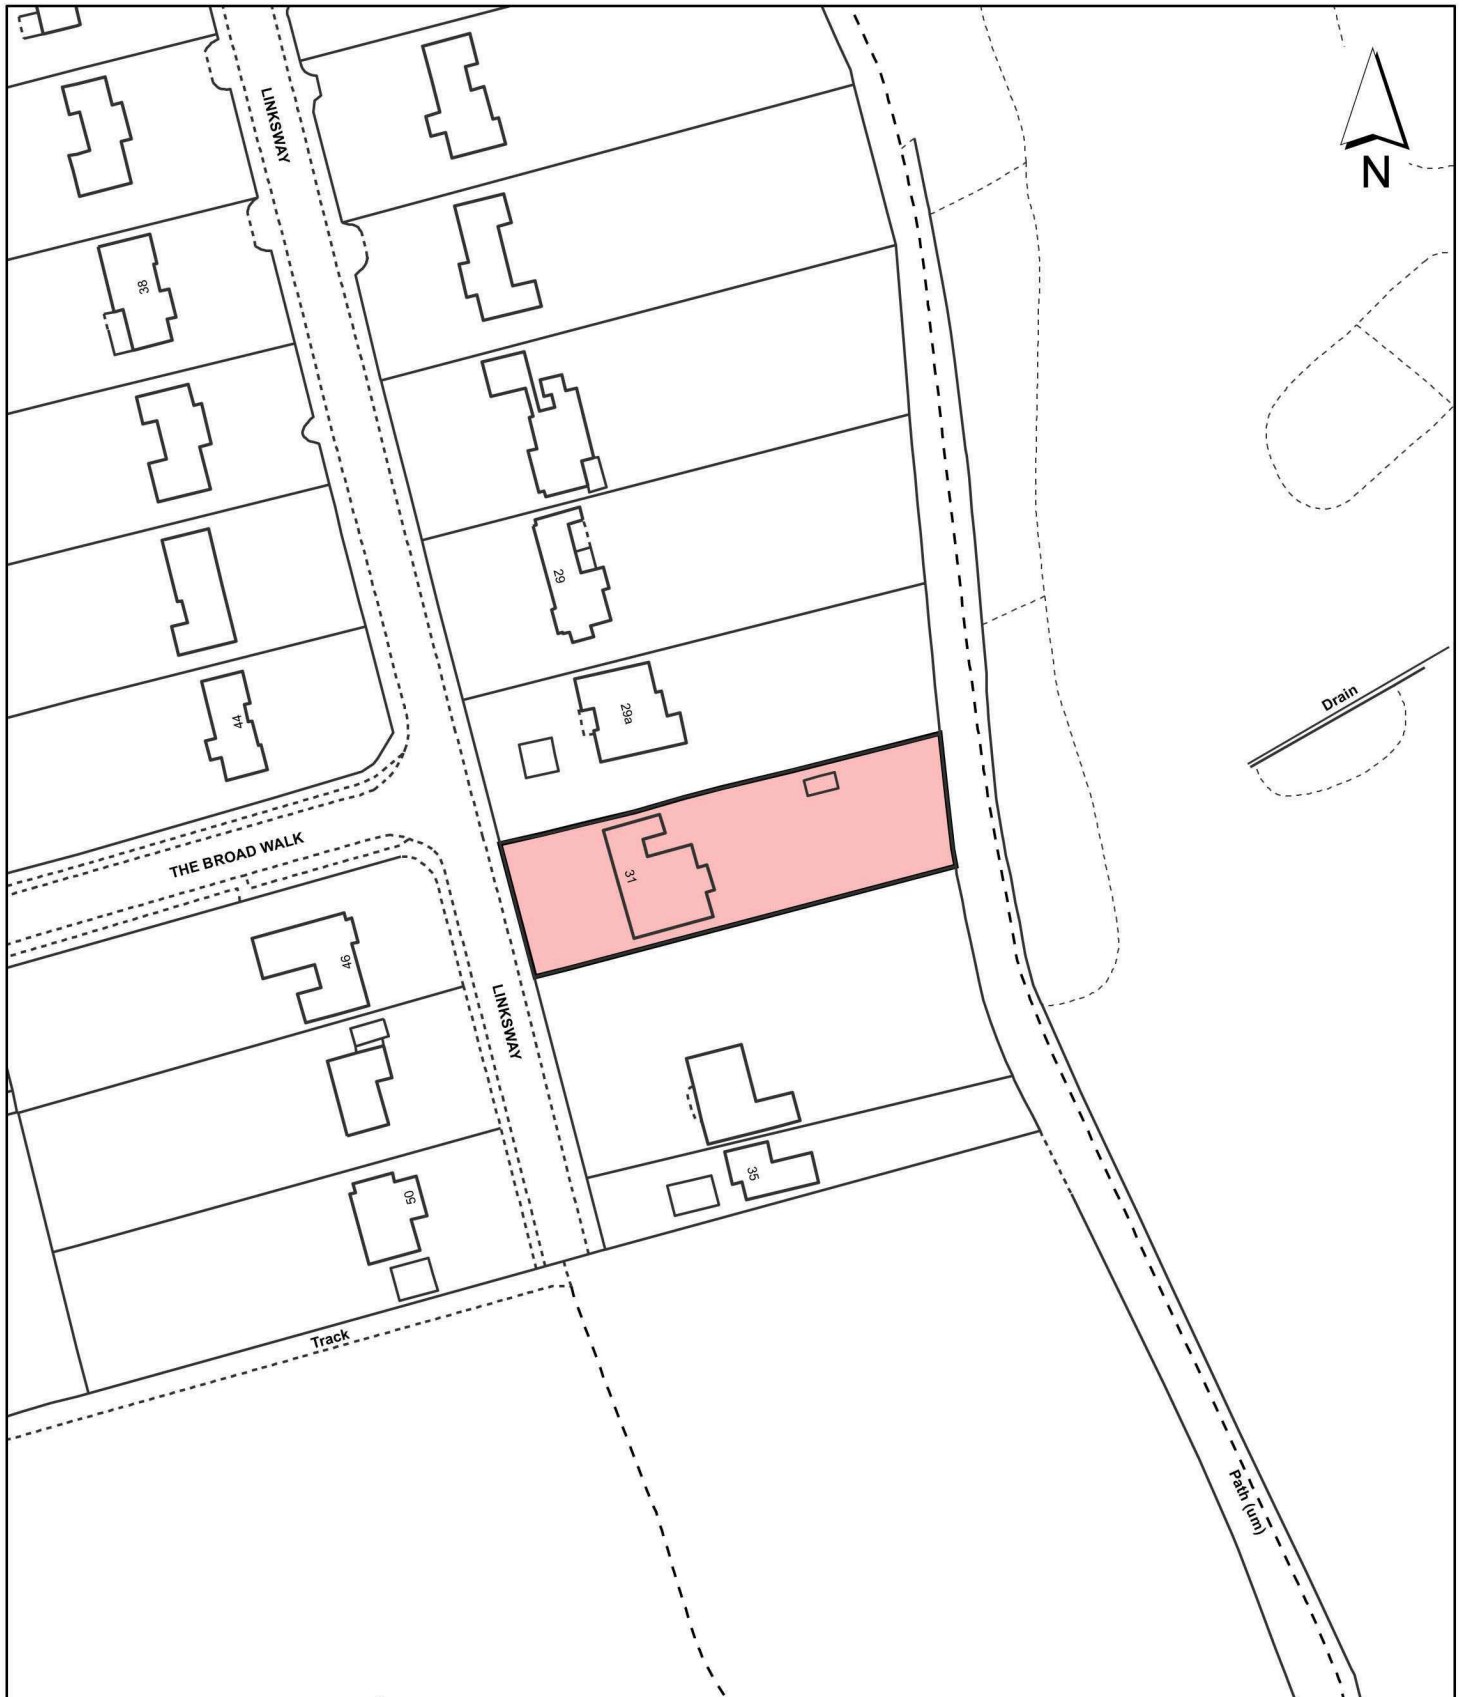 LINKSWAY
N
38
29
Drain
44
29a
THE BROAD WALK
31
46
LINKSWAY
35
50
Track
Path (um)